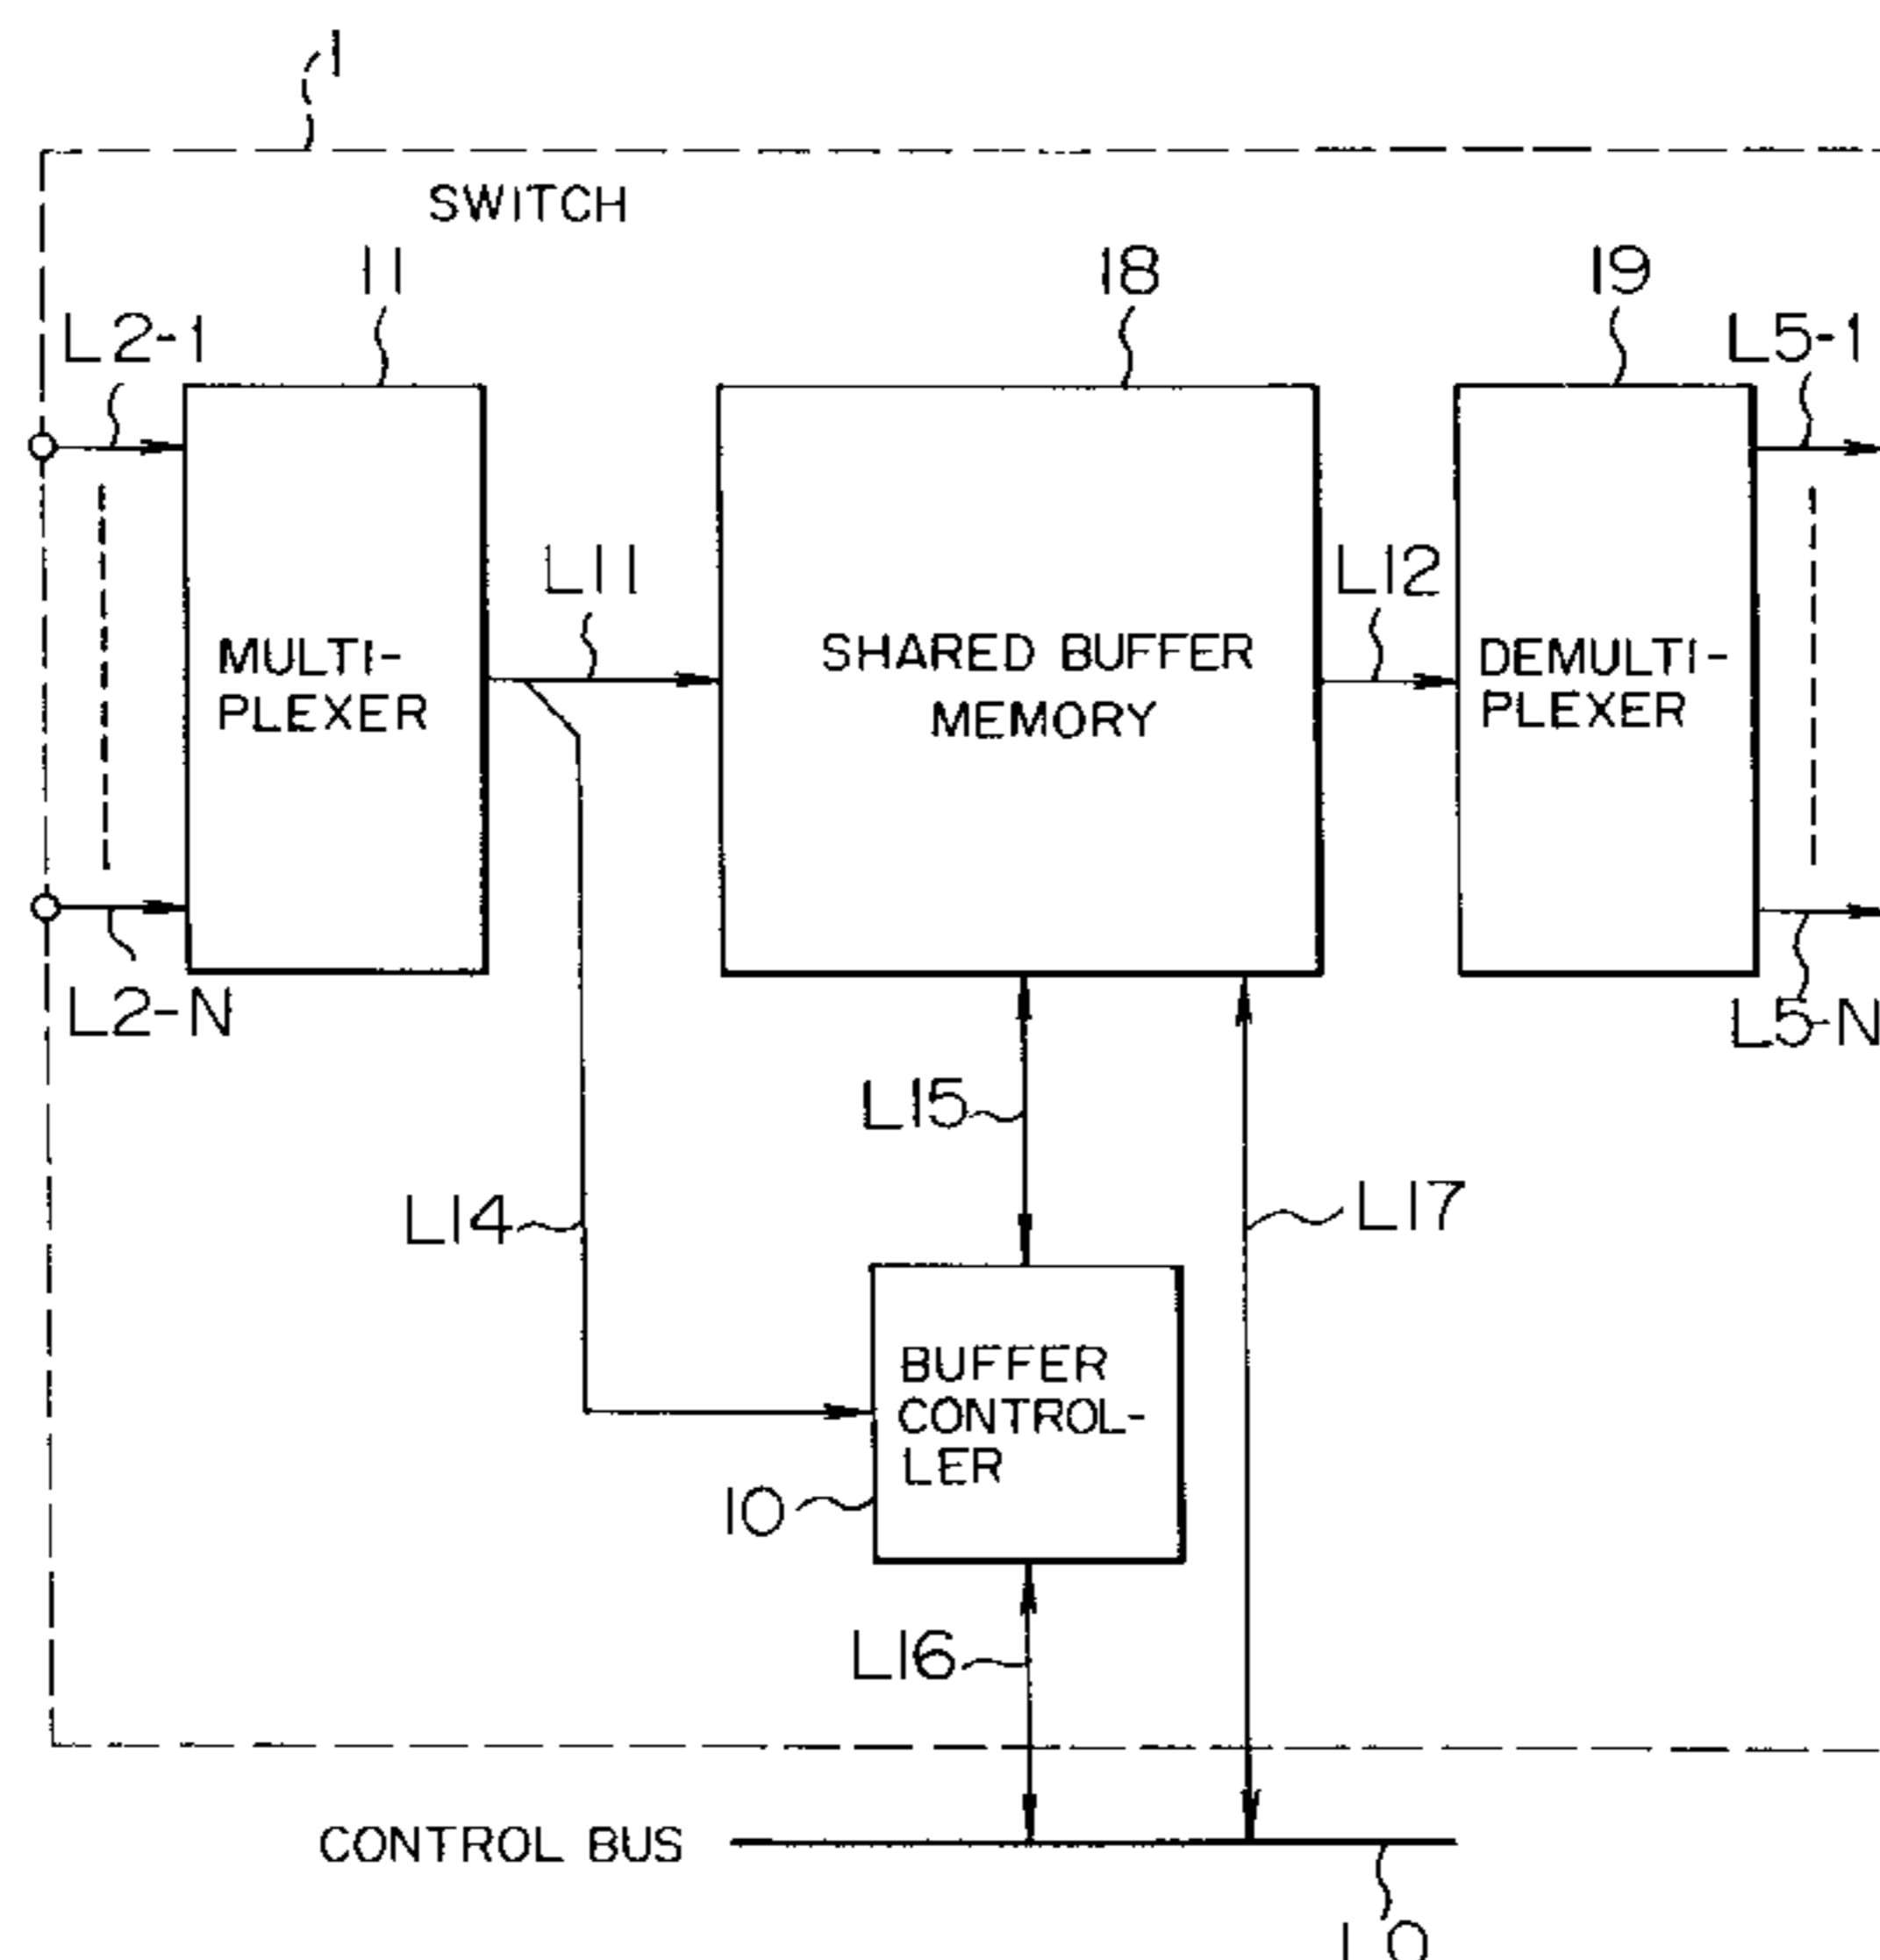 1
SWITCH
11
18
19
L2-1
L5-1
L11
L12
MULTI-
PLEXER
SHARED BUFFER
MEMORY
DEMULTI-
PLEXER
L2-N
L5-N
L15
L14
L17
BUFFER
CONTROL-
LER
10
L16
CONTROL BUS